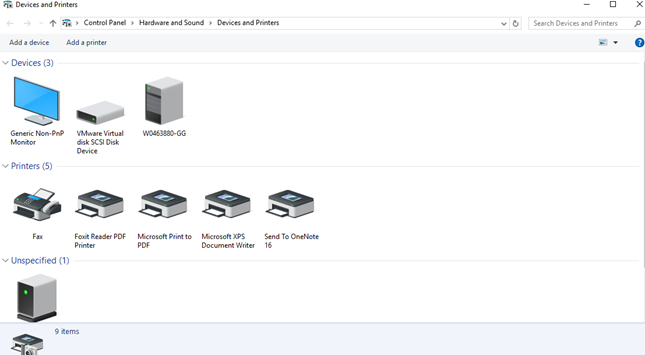 Devices and Printers
Control Panel > Hardware and Sound > Devices and Printers
Search Devices and Printers
Add a device Add a printer
Devices (3)
Generic Non-PnP
Monitor
VMware Virtual
disk SCSI Disk
Device
W0463880-GG
Printers (5)
Fax
Foxit Reader PDF
Printer
Microsoft Print to
PDF
Microsoft XPS
Document Writer
Send To OneNote
16
Unspecified (1)
9 items